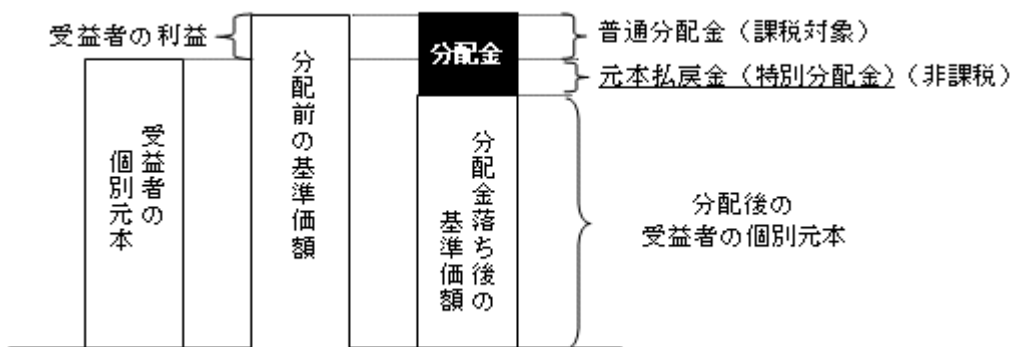 受益者の利益
分配金
普通分配金（課税対象）
元本払戻金（特別分配金）（非課税）
受益者の
個別元本
分配前の基準価額
分配金落ち後の
基準価額
分配後の
受益者の個別元本